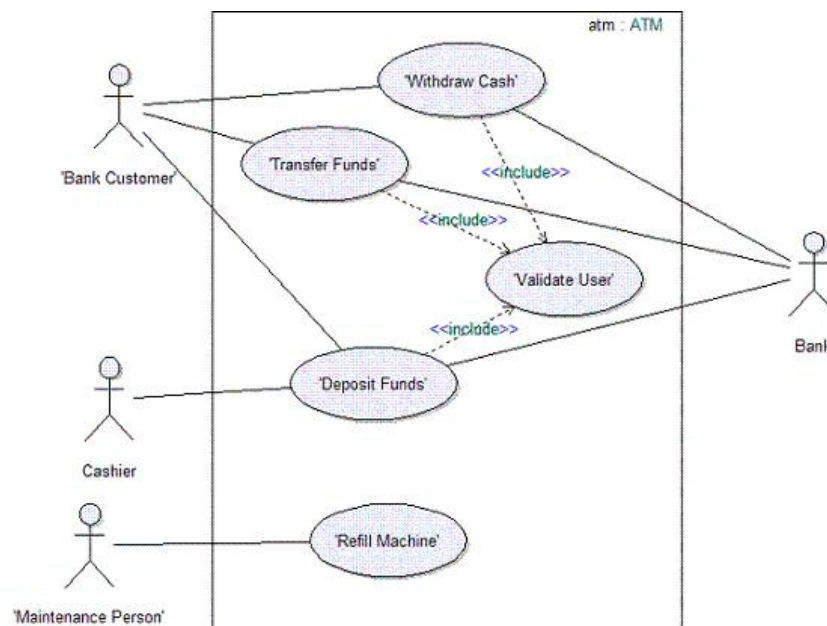 atm : ATM
'Withdraw Cash'
'Transfer Funds'
<<include>>
'Bank Customer'
<<include>>
'Validate User'
<<include>>
Bank
'Deposit Funds'
Cashier
'Refill Machine'
'Maintenance Person'